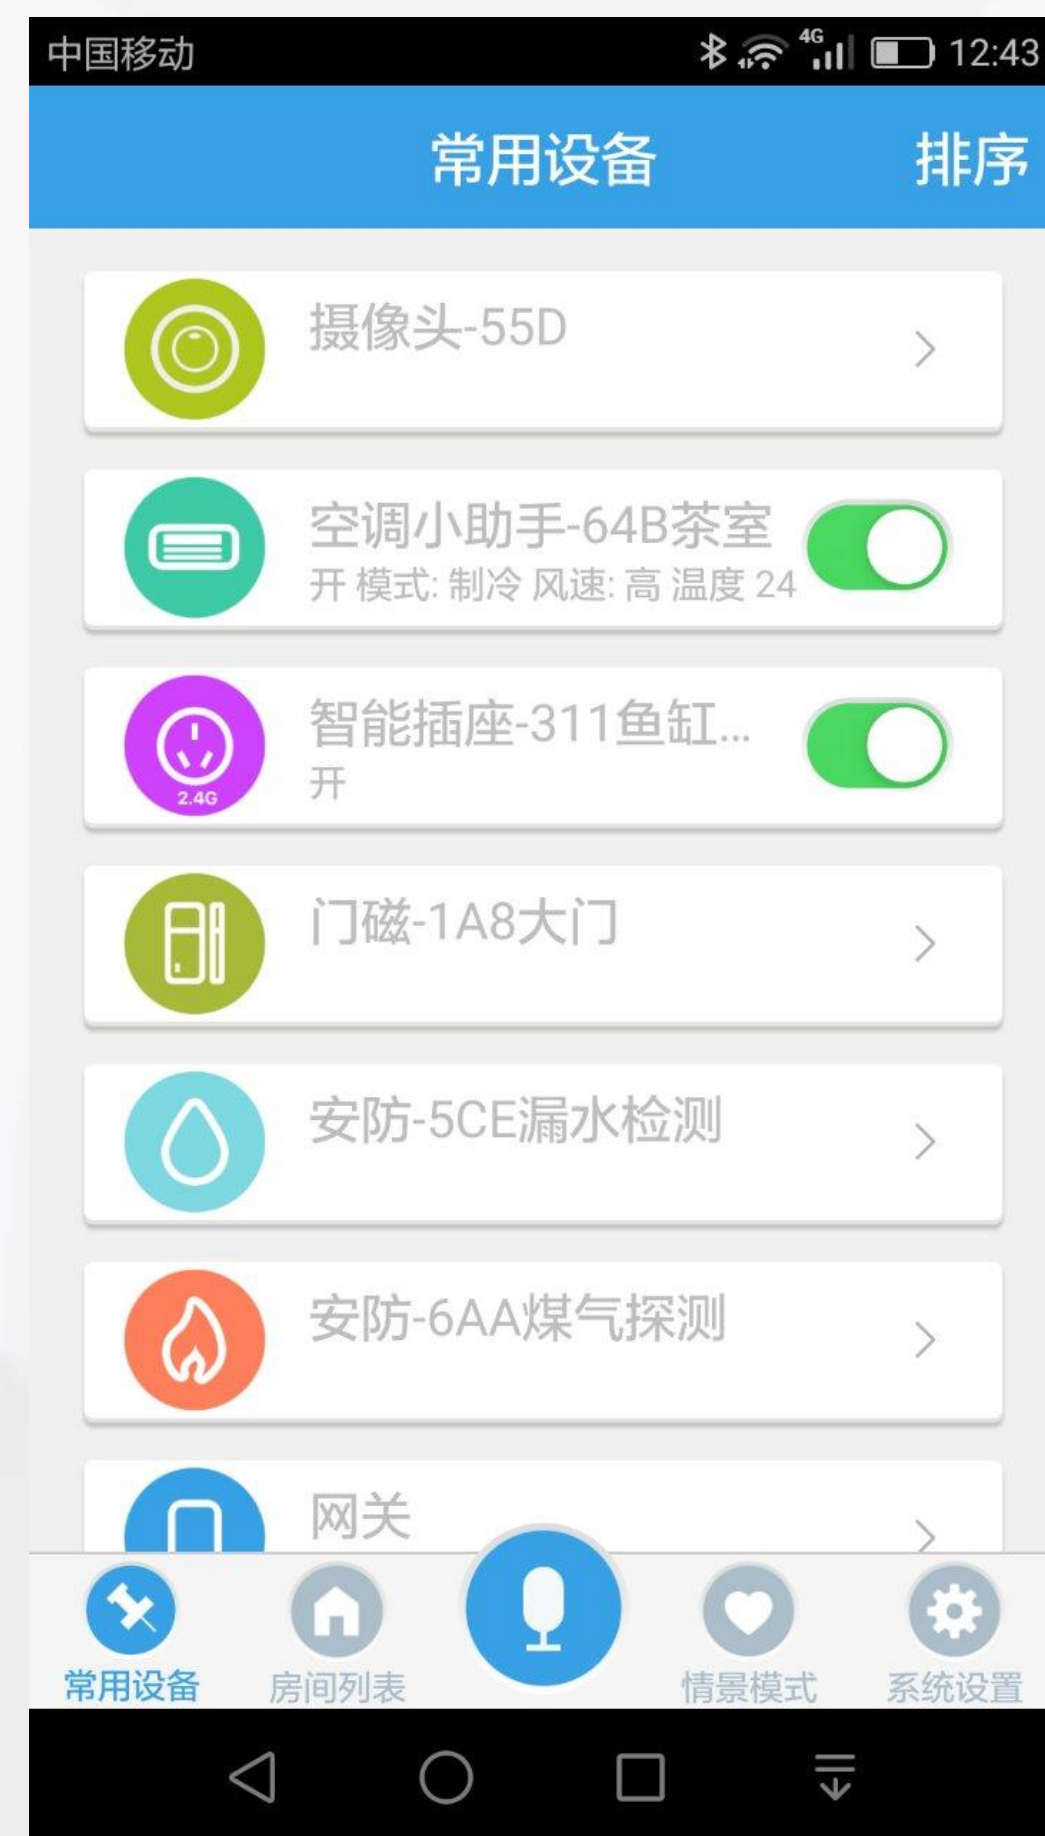 中国移动
4G
12:43
常用设备
排序
摄像头-55D
空调小助手-64B茶室
开 模式: 制冷 风速: 高 温度 24
智能插座-311鱼缸...
开
2.4G
门磁-1A8大门
安防-5CE漏水检测
安防-6AA煤气探测
网关
常用设备
房间列表
情景模式
系统设置